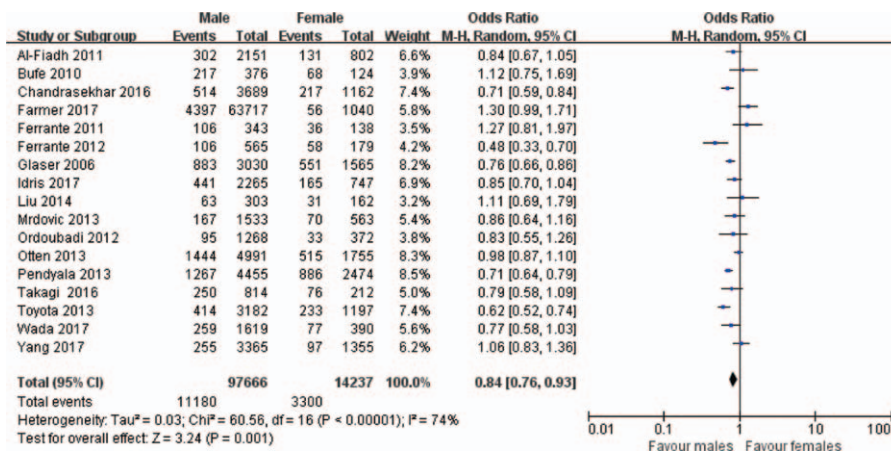 Male Female Odds Ratio Odds Ratio
Study or Subgroup Events Total Events Total Weight M-H, Random, 95% CI M-H, Random, 95% CI
Al-Fiadh 2011 302 2151 131 802 6.6% 0.84 [0.67, 1.05]
Bufe 2010 217 376 68 124 4.2% 1.12 [0.75, 1.69]
Chandrasekhar 2016 514 3689 217 1162 7.4% 0.71 [0.59, 0.84]
Farmer 2017 4397 63717 56 1040 5.8% 1.30 [0.99, 1.71]
Ferrante 2011 106 343 36 138 3.9% 1.27 [0.81, 1.97]
Ferrante 2012 106 565 58 179 4.6% 0.48 [0.33, 0.70]
Glaser 2006 883 3030 551 1565 8.2% 0.76 [0.66, 0.86]
Idris 2017 441 2265 165 747 6.9% 0.85 [0.70, 1.04]
Liu 2014 63 303 31 162 3.6% 1.11 [0.69, 1.79]
Mrdovic 2013 167 1533 70 563 5.4% 0.86 [0.64, 1.16]
Ordoubadi 2012 95 1268 33 372 4.2% 0.83 [0.55, 1.26]
Otten 2013 1444 4991 515 1755 8.3% 0.98 [0.87, 1.10]
Pendyala 2013 1267 4455 886 2474 8.5% 0.71 [0.64, 0.79]
Takagi 2016 250 814 76 212 5.0% 0.79 [0.58, 1.09]
Toyota 2013 414 3182 233 1197 7.4% 0.62 [0.52, 0.74]
Wada 2017 259 1619 77 390 5.6% 0.77 [0.58, 1.03]
Yang 2017 255 3365 97 1355 6.2% 1.06 [0.83, 1.36]
Total (95% CI) 97666 14237 100.0% 0.84 [0.76, 0.93]
Total events 11180 3300
Heterogeneity: Tau² = 0.03; Chi² = 60.56, df = 16 (P < 0.00001); I² = 74%
Test for overall effect: Z = 3.24 (P = 0.001)
0.01 0.1 1 10 100
Favour males Favour females